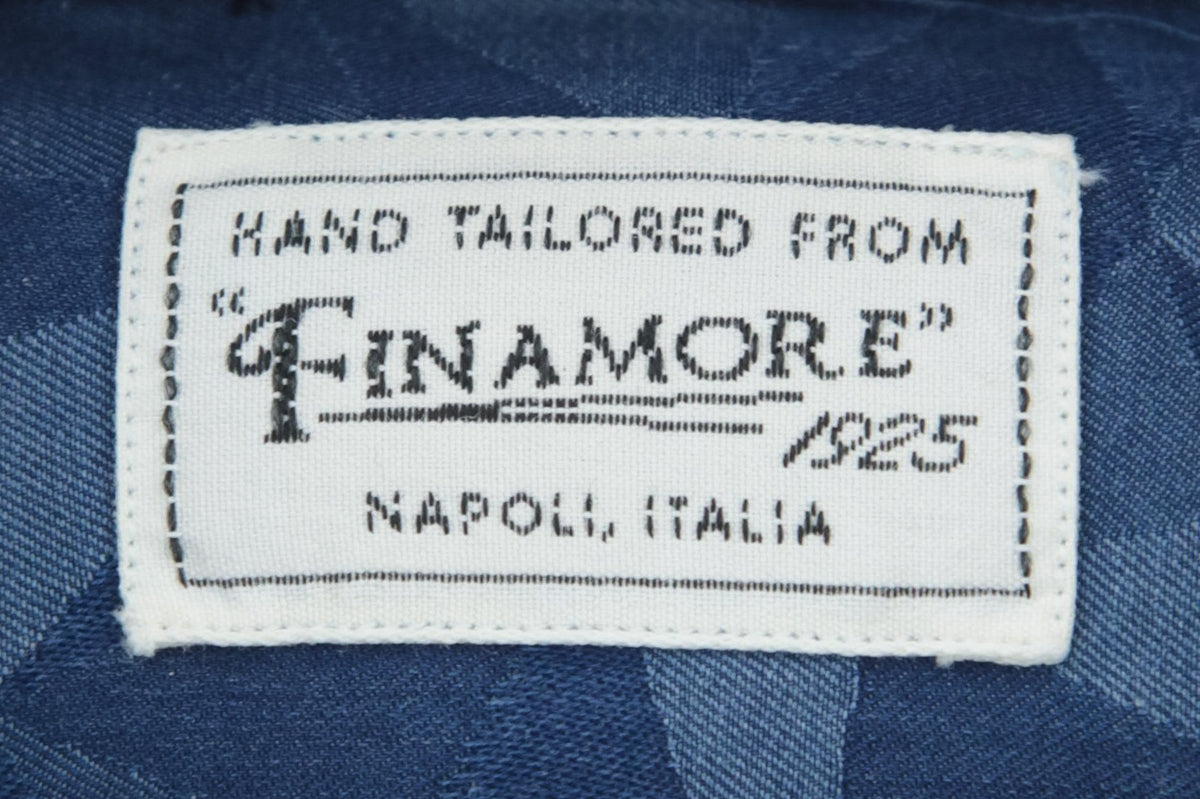 HAND TAILORED FROM
"FINAMORE"
1925
NAPOLI, ITALIA